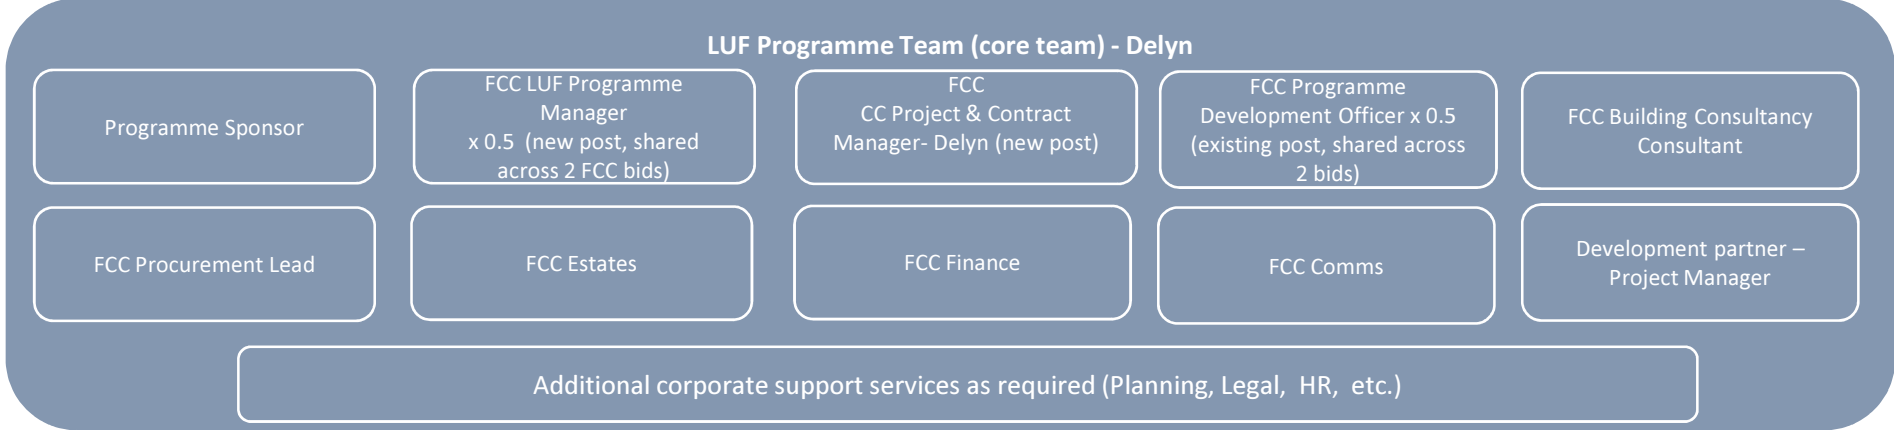 LUF Programme Team (core team) - Delyn
Programme Sponsor
FCC LUF Programme
Manager
x 0.5 (new post, shared
across 2 FCC bids)
FCC
CC Project & Contract
Manager- Delyn (new post)
FCC Programme
Development Officer x 0.5
(existing post, shared across
2 bids)
FCC Building Consultancy
Consultant
FCC Procurement Lead
FCC Estates
FCC Finance
FCC Comms
Development partner –
Project Manager
Additional corporate support services as required (Planning, Legal, HR, etc.)